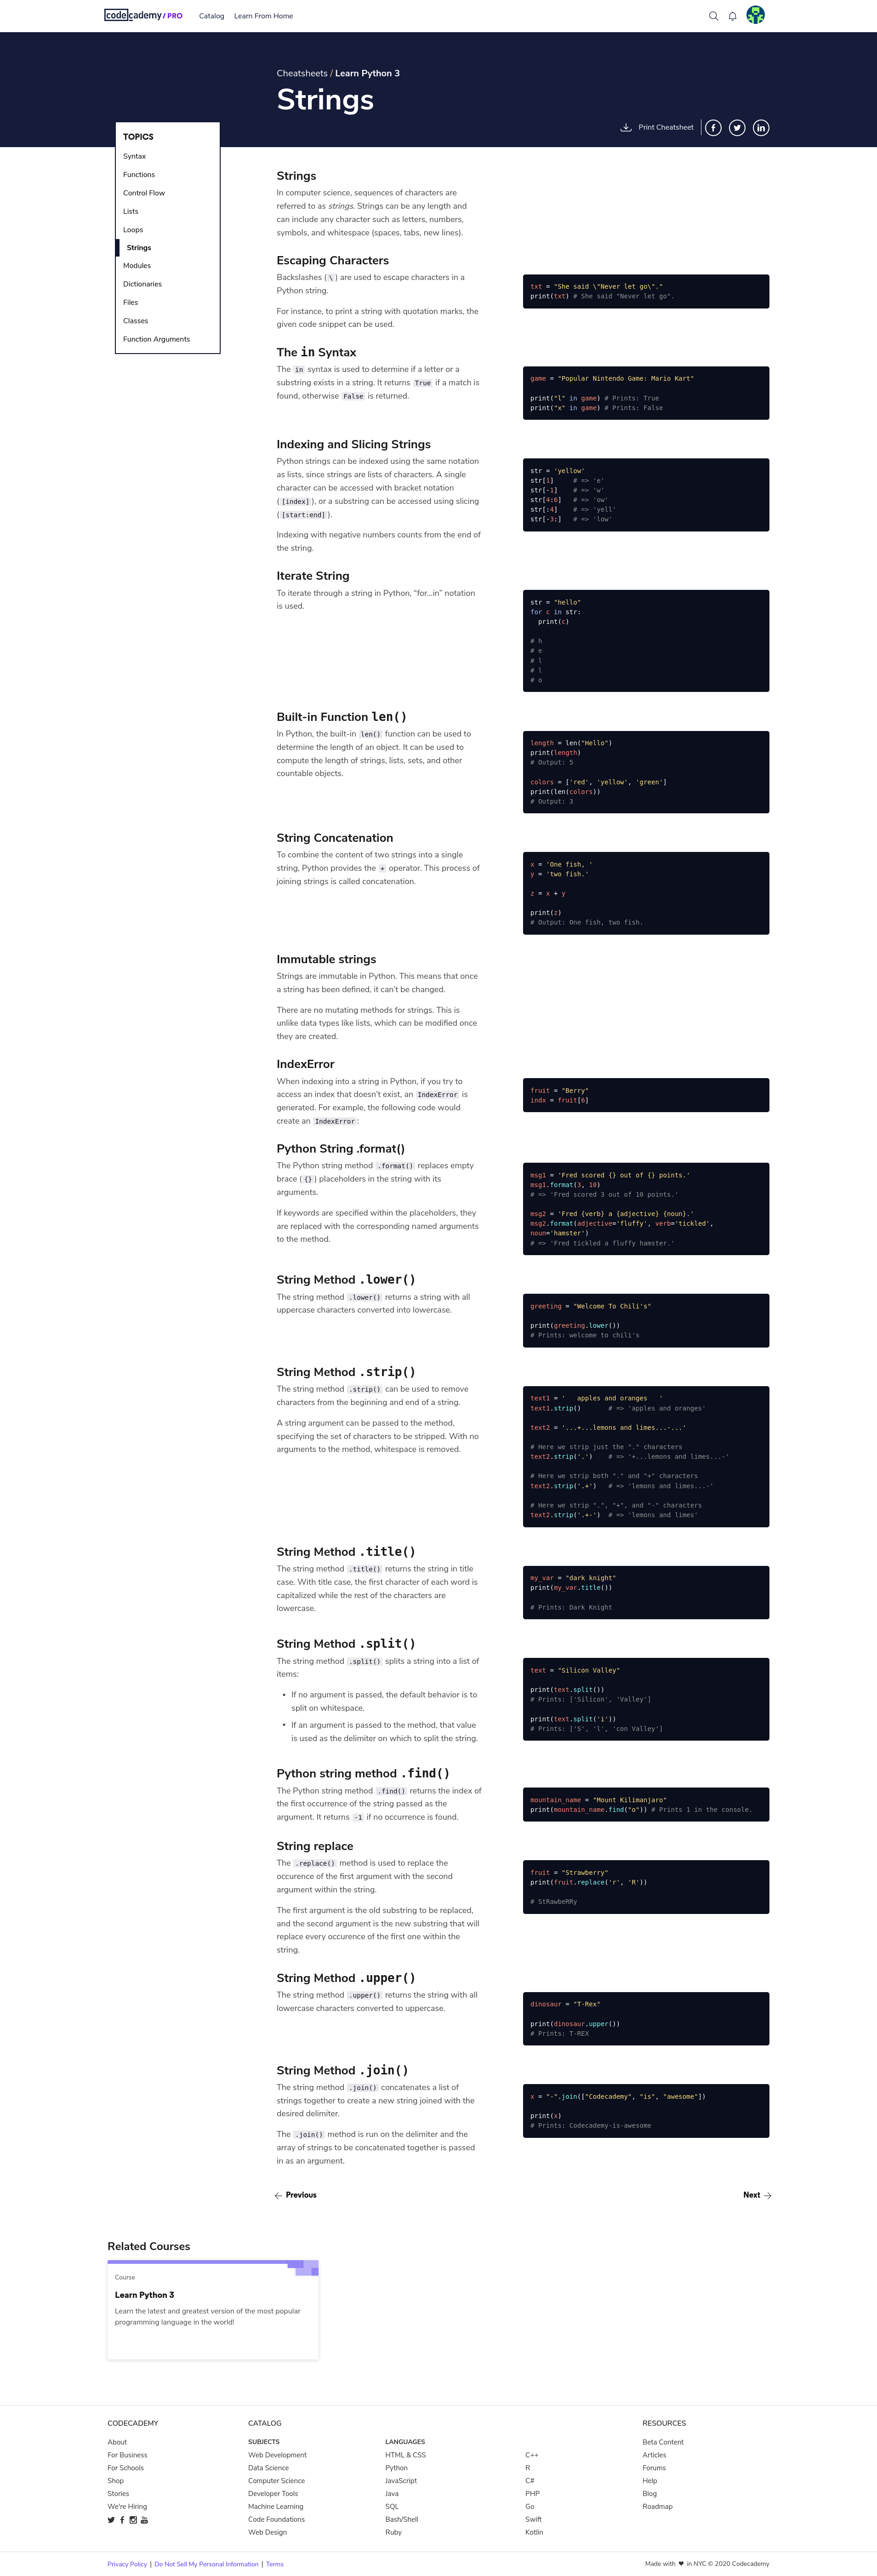 codecademy / PRO
Catalog
Learn From Home
Cheatsheets / Learn Python 3
Strings
Print Cheatsheet
TOPICS
Syntax
Functions
Control Flow
Lists
Loops
Strings
Modules
Dictionaries
Files
Classes
Function Arguments
Strings
In computer science, sequences of characters are
referred to as strings. Strings can be any length and
can include any character such as letters, numbers,
symbols, and whitespace (spaces, tabs, new lines).
Escaping Characters
Backslashes ( \ ) are used to escape characters in a
Python string.
For instance, to print a string with quotation marks, the
given code snippet can be used.
txt = "She said \"Never let go\"."
print(txt) # She said "Never let go".
The in Syntax
The in syntax is used to determine if a letter or a
substring exists in a string. It returns True if a match is
found, otherwise False is returned.
game = "Popular Nintendo Game: Mario Kart"
print("l" in game) # Prints: True
print("x" in game) # Prints: False
Indexing and Slicing Strings
Python strings can be indexed using the same notation
as lists, since strings are lists of characters. A single
character can be accessed with bracket notation
( [index] ), or a substring can be accessed using slicing
( [start:end] ).
Indexing with negative numbers counts from the end of
the string.
str = 'yellow'
str[1]     # => 'e'
str[-1]    # => 'w'
str[4:6]   # => 'ow'
str[:4]    # => 'yell'
str[-3:]   # => 'low'
Iterate String
To iterate through a string in Python, “for...in” notation
is used.
str = "hello"
for c in str:
  print(c)
# h
# e
# l
# l
# o
Built-in Function len()
In Python, the built-in len() function can be used to
determine the length of an object. It can be used to
compute the length of strings, lists, sets, and other
countable objects.
length = len("Hello")
print(length)
# Output: 5
colors = ['red', 'yellow', 'green']
print(len(colors))
# Output: 3
String Concatenation
To combine the content of two strings into a single
string, Python provides the + operator. This process of
joining strings is called concatenation.
x = 'One fish, '
y = 'two fish.'
z = x + y
print(z)
# Output: One fish, two fish.
Immutable strings
Strings are immutable in Python. This means that once
a string has been defined, it can’t be changed.
There are no mutating methods for strings. This is
unlike data types like lists, which can be modified once
they are created.
IndexError
When indexing into a string in Python, if you try to
access an index that doesn’t exist, an IndexError is
generated. For example, the following code would
create an IndexError :
fruit = "Berry"
indx = fruit[6]
Python String .format()
The Python string method .format() replaces empty
brace ( {} ) placeholders in the string with its
arguments.
If keywords are specified within the placeholders, they
are replaced with the corresponding named arguments
to the method.
msg1 = 'Fred scored {} out of {} points.'
msg1.format(3, 10)
# => 'Fred scored 3 out of 10 points.'
msg2 = 'Fred {verb} a {adjective} {noun}.'
msg2.format(adjective='fluffy', verb='tickled',
noun='hamster')
# => 'Fred tickled a fluffy hamster.'
String Method .lower()
The string method .lower() returns a string with all
uppercase characters converted into lowercase.
greeting = "Welcome To Chili's"
print(greeting.lower())
# Prints: welcome to chili's
String Method .strip()
The string method .strip() can be used to remove
characters from the beginning and end of a string.
A string argument can be passed to the method,
specifying the set of characters to be stripped. With no
arguments to the method, whitespace is removed.
text1 = '   apples and oranges   '
text1.strip()       # => 'apples and oranges'
text2 = '...+...lemons and limes...-...'
# Here we strip just the "." characters
text2.strip('.')    # => '+...lemons and limes...-'
# Here we strip both "." and "+" characters
text2.strip('.+')   # => 'lemons and limes...-'
# Here we strip ".", "+", and "-" characters
text2.strip('.+-')  # => 'lemons and limes'
String Method .title()
The string method .title() returns the string in title
case. With title case, the first character of each word is
capitalized while the rest of the characters are
lowercase.
my_var = "dark knight"
print(my_var.title())
# Prints: Dark Knight
String Method .split()
The string method .split() splits a string into a list of
items:
• If no argument is passed, the default behavior is to
split on whitespace.
• If an argument is passed to the method, that value
is used as the delimiter on which to split the string.
text = "Silicon Valley"
print(text.split())
# Prints: ['Silicon', 'Valley']
print(text.split('i'))
# Prints: ['S', 'l', 'con Valley']
Python string method .find()
The Python string method .find() returns the index of
the first occurrence of the string passed as the
argument. It returns -1 if no occurrence is found.
mountain_name = "Mount Kilimanjaro"
print(mountain_name.find("o")) # Prints 1 in the console.
String replace
The .replace() method is used to replace the
occurence of the first argument with the second
argument within the string.
The first argument is the old substring to be replaced,
and the second argument is the new substring that will
replace every occurence of the first one within the
string.
fruit = "Strawberry"
print(fruit.replace('r', 'R'))
# StRawbeRRy
String Method .upper()
The string method .upper() returns the string with all
lowercase characters converted to uppercase.
dinosaur = "T-Rex"
print(dinosaur.upper())
# Prints: T-REX
String Method .join()
The string method .join() concatenates a list of
strings together to create a new string joined with the
desired delimiter.
The .join() method is run on the delimiter and the
array of strings to be concatenated together is passed
in as an argument.
x = "-".join(["Codecademy", "is", "awesome"])
print(x)
# Prints: Codecademy-is-awesome
Previous
Next
Related Courses
Course
Learn Python 3
Learn the latest and greatest version of the most popular
programming language in the world!
CODECADEMY
About
For Business
For Schools
Shop
Stories
We're Hiring
CATALOG
SUBJECTS
Web Development
Data Science
Computer Science
Developer Tools
Machine Learning
Code Foundations
Web Design
LANGUAGES
HTML & CSS
Python
JavaScript
Java
SQL
Bash/Shell
Ruby
C++
R
C#
PHP
Go
Swift
Kotlin
RESOURCES
Beta Content
Articles
Forums
Help
Blog
Roadmap
Privacy Policy | Do Not Sell My Personal Information | Terms
Made with ❤ in NYC © 2020 Codecademy